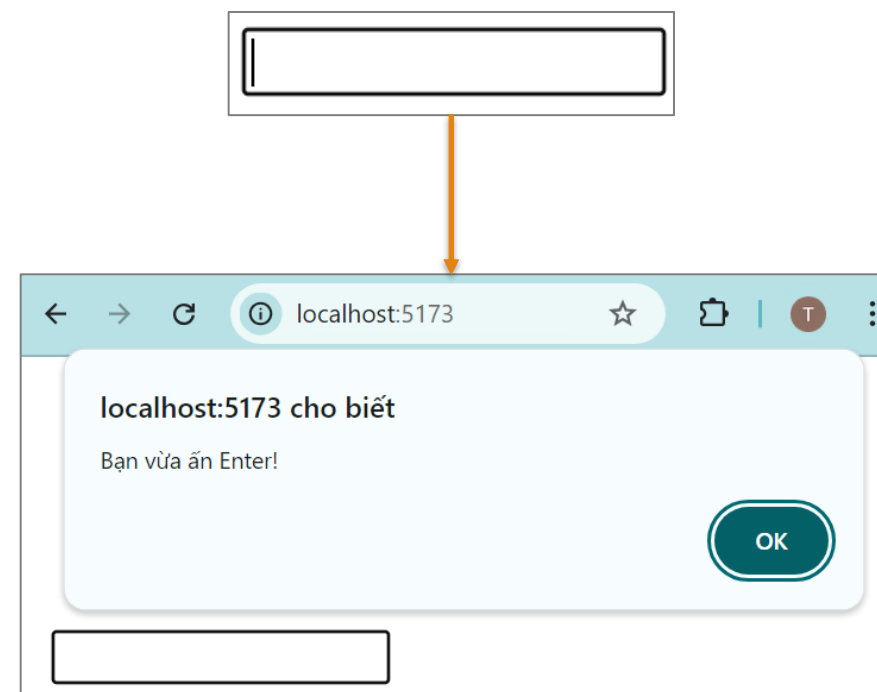 localhost:5173
T
localhost:5173 cho biết
Bạn vừa ấn Enter!
OK